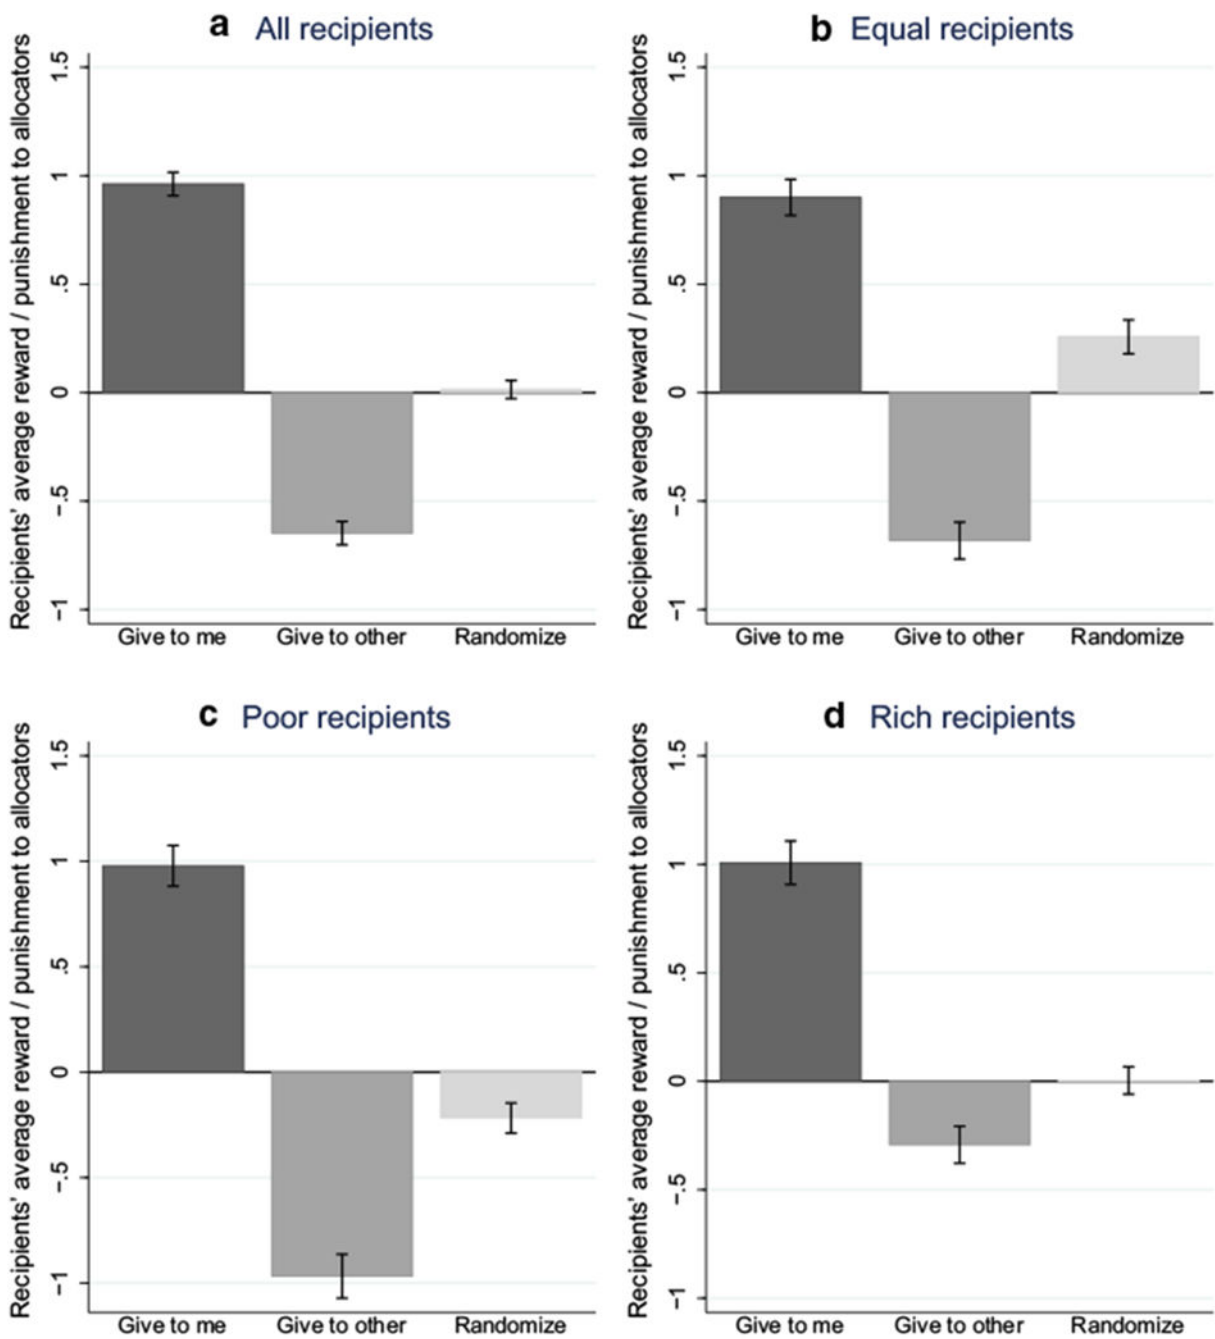 a All recipients
Recipients' average reward / punishment to allocators
1.5
1
.5
0
-.5
-1
Give to me Give to other Randomize
b Equal recipients
Recipients' average reward / punishment to allocators
1.5
1
.5
0
-.5
-1
Give to me Give to other Randomize
c Poor recipients
Recipients' average reward / punishment to allocators
1.5
1
.5
0
-.5
-1
Give to me Give to other Randomize
d Rich recipients
Recipients' average reward / punishment to allocators
1.5
1
.5
0
-.5
-1
Give to me Give to other Randomize